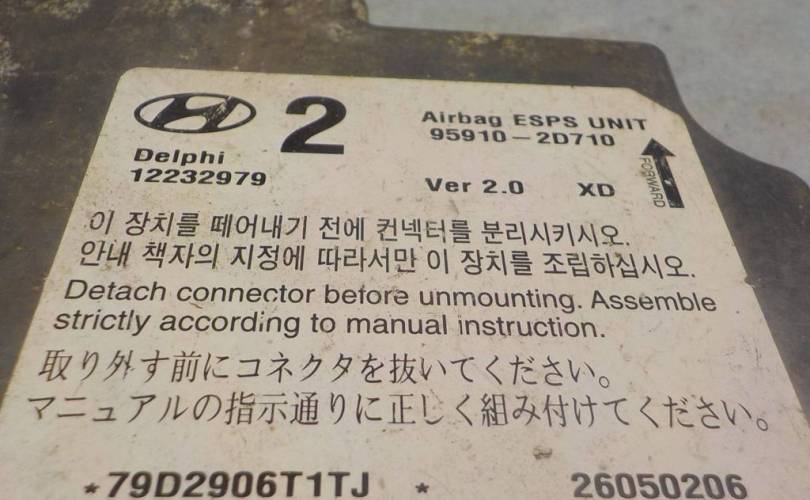 2
Airbag ESPS UNIT
95910-2D710
Delphi
12232979
Ver 2.0 XD
FORWARD
이 장치를 떼어내기 전에 컨넥터를 분리시키시오.
안내 책자의 지정에 따라서만 이 장치를 조립하십시오.
Detach connector before unmounting. Assemble
strictly according to manual instruction.
取り外す前にコネクタを抜いてください。
マニュアルの指示通りに正しく組み付けてください。
*79D2906T1TJ * 26050206